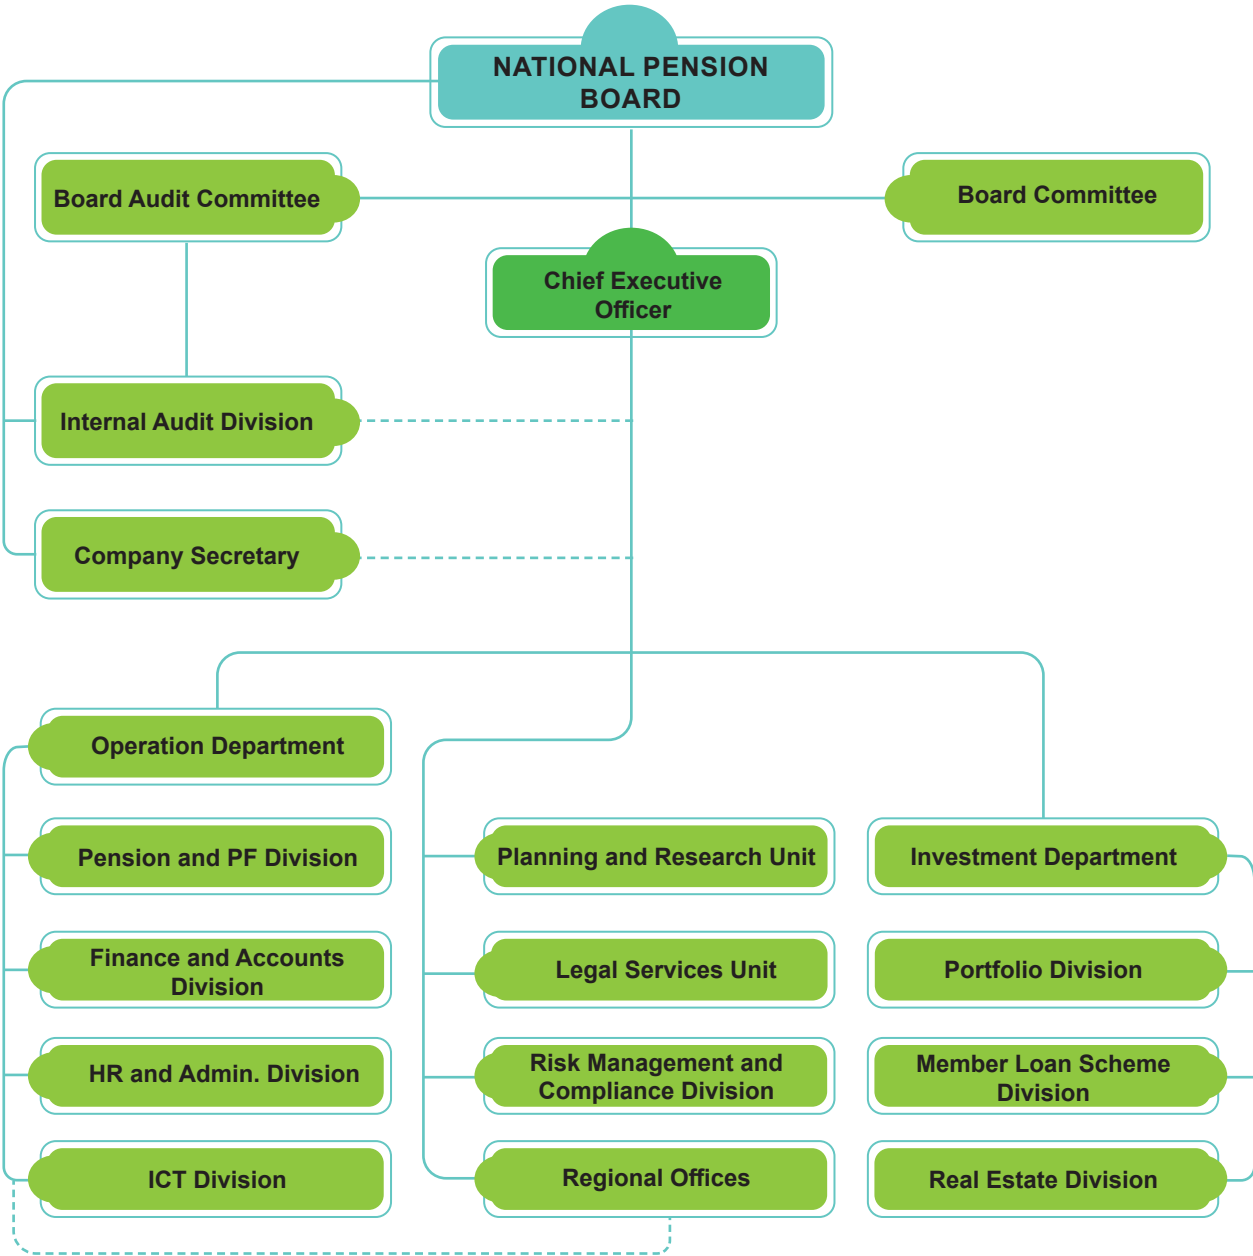 NATIONAL PENSION
BOARD
Board Audit Committee
Board Committee
Chief Executive
Officer
Internal Audit Division
Company Secretary
Operation Department
Pension and PF Division
Finance and Accounts
Division
HR and Admin. Division
ICT Division
Planning and Research Unit
Legal Services Unit
Risk Management and
Compliance Division
Regional Offices
Investment Department
Portfolio Division
Member Loan Scheme
Division
Real Estate Division